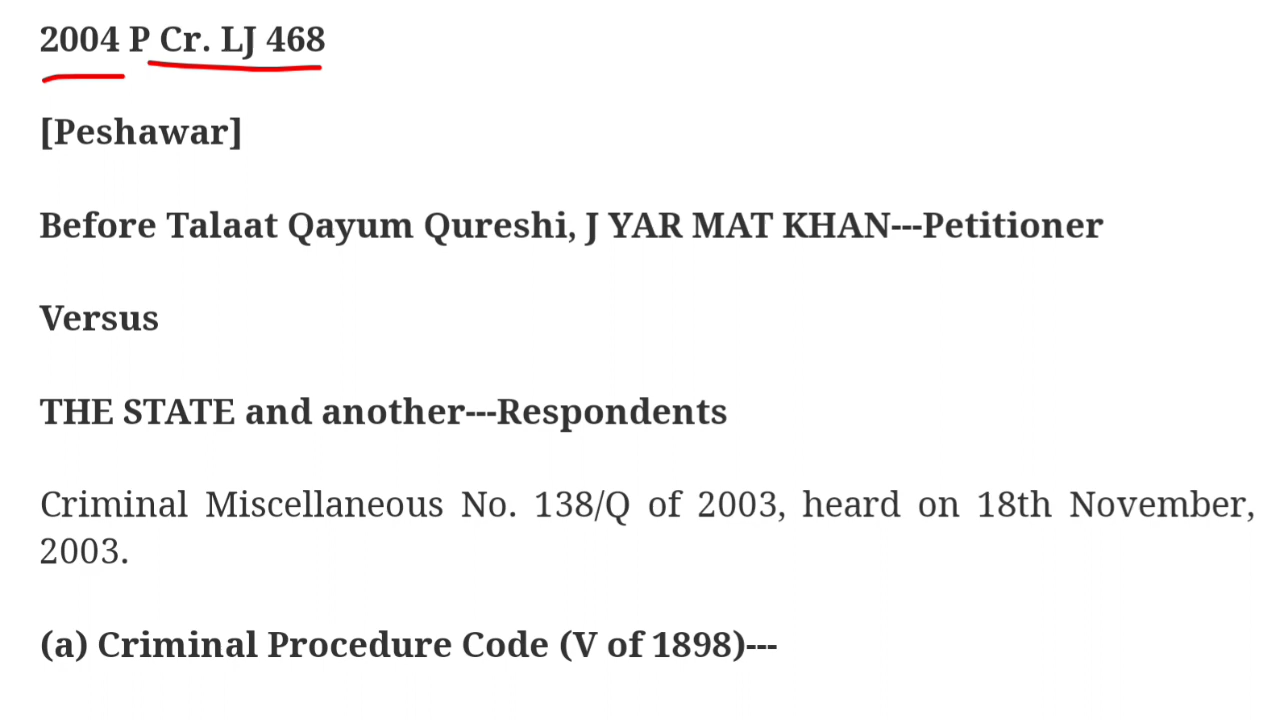 2004 P Cr. LJ 468
[Peshawar]
Before Talaat Qayum Qureshi, J YAR MAT KHAN---Petitioner
Versus
THE STATE and another---Respondents
Criminal Miscellaneous No. 138/Q of 2003, heard on 18th November,
2003.
(a) Criminal Procedure Code (V of 1898)---